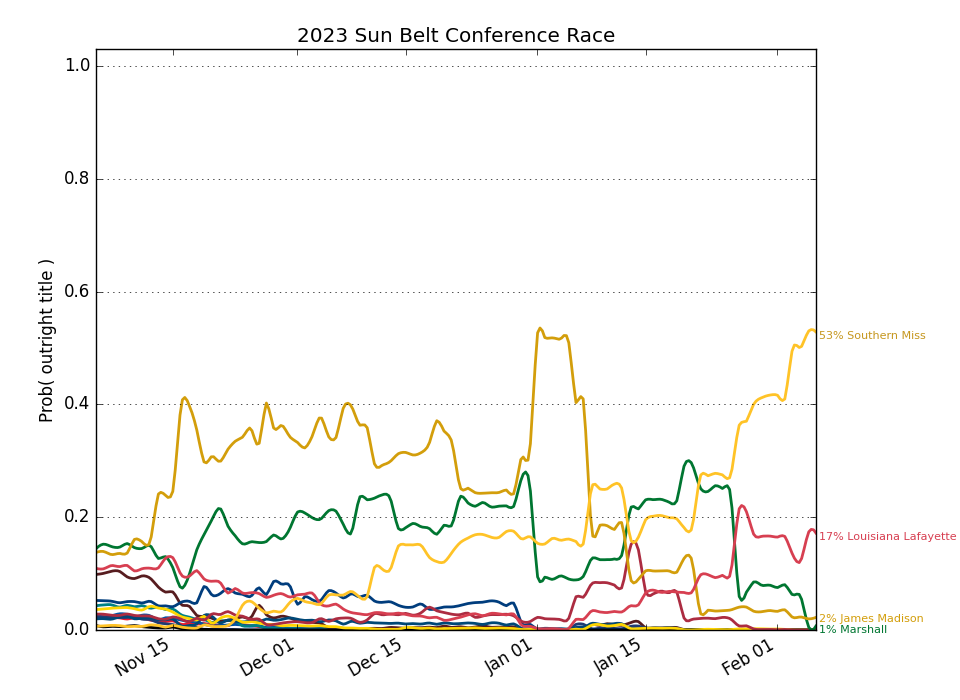 2023 Sun Belt Conference Race
Prob( outright title )
1.0
0.8
0.6
0.4
0.2
0.0
53% Southern Miss
17% Louisiana Lafayette
2% James Madison
1% Marshall
Nov 15
Dec 01
Dec 15
Jan 01
Jan 15
Feb 01